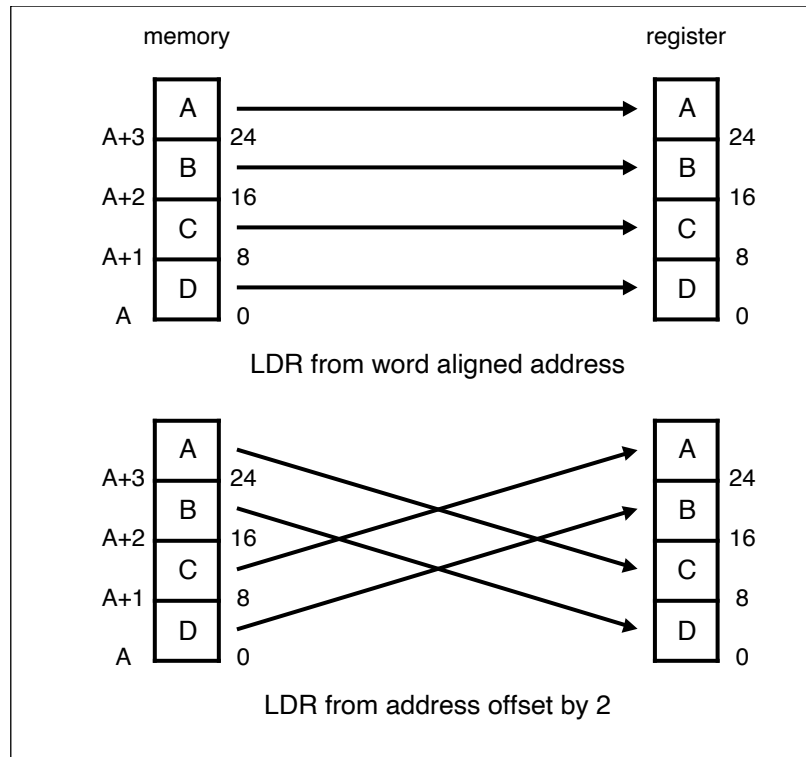 memory register
A A
A+3 24 24
B B
A+2 16 16
C C
A+1 8 8
D D
A 0 0
LDR from word aligned address
A A
A+3 24 24
B B
A+2 16 16
C C
A+1 8 8
D D
A 0 0
LDR from address offset by 2